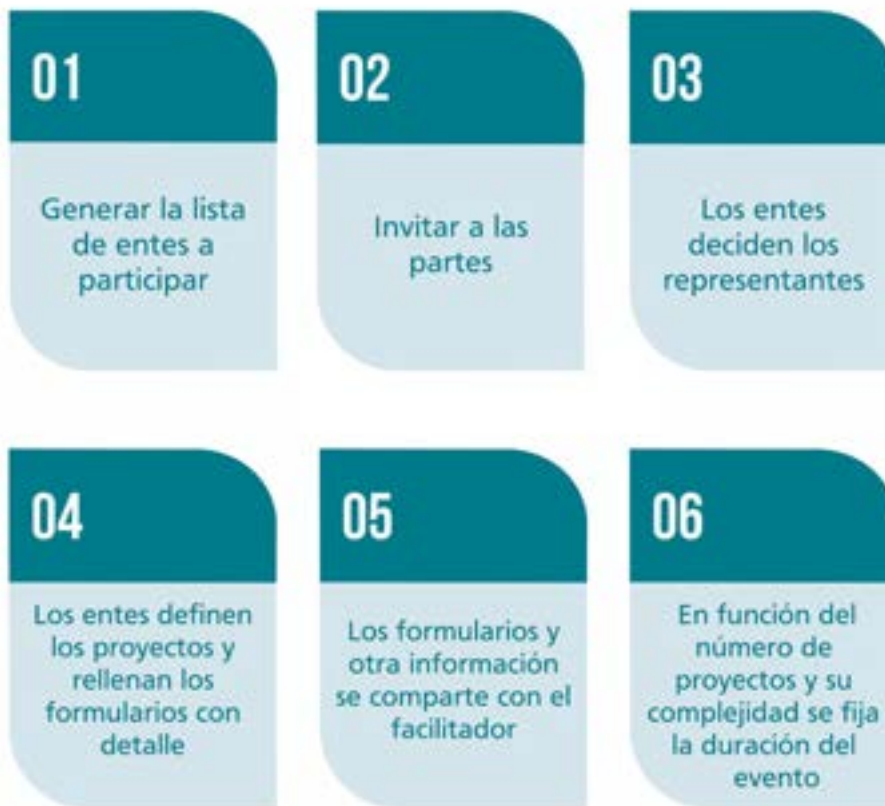 01
Generar la lista
de entes a
participar
02
Invitar a las
partes
03
Los entes
deciden los
representantes
04
Los entes definen
los proyectos y
rellenan los
formularios con
detalle
05
Los formularios y
otra información
se comparte con el
facilitador
06
En función del
número de
proyectos y su
complejidad se fija
la duración del
evento